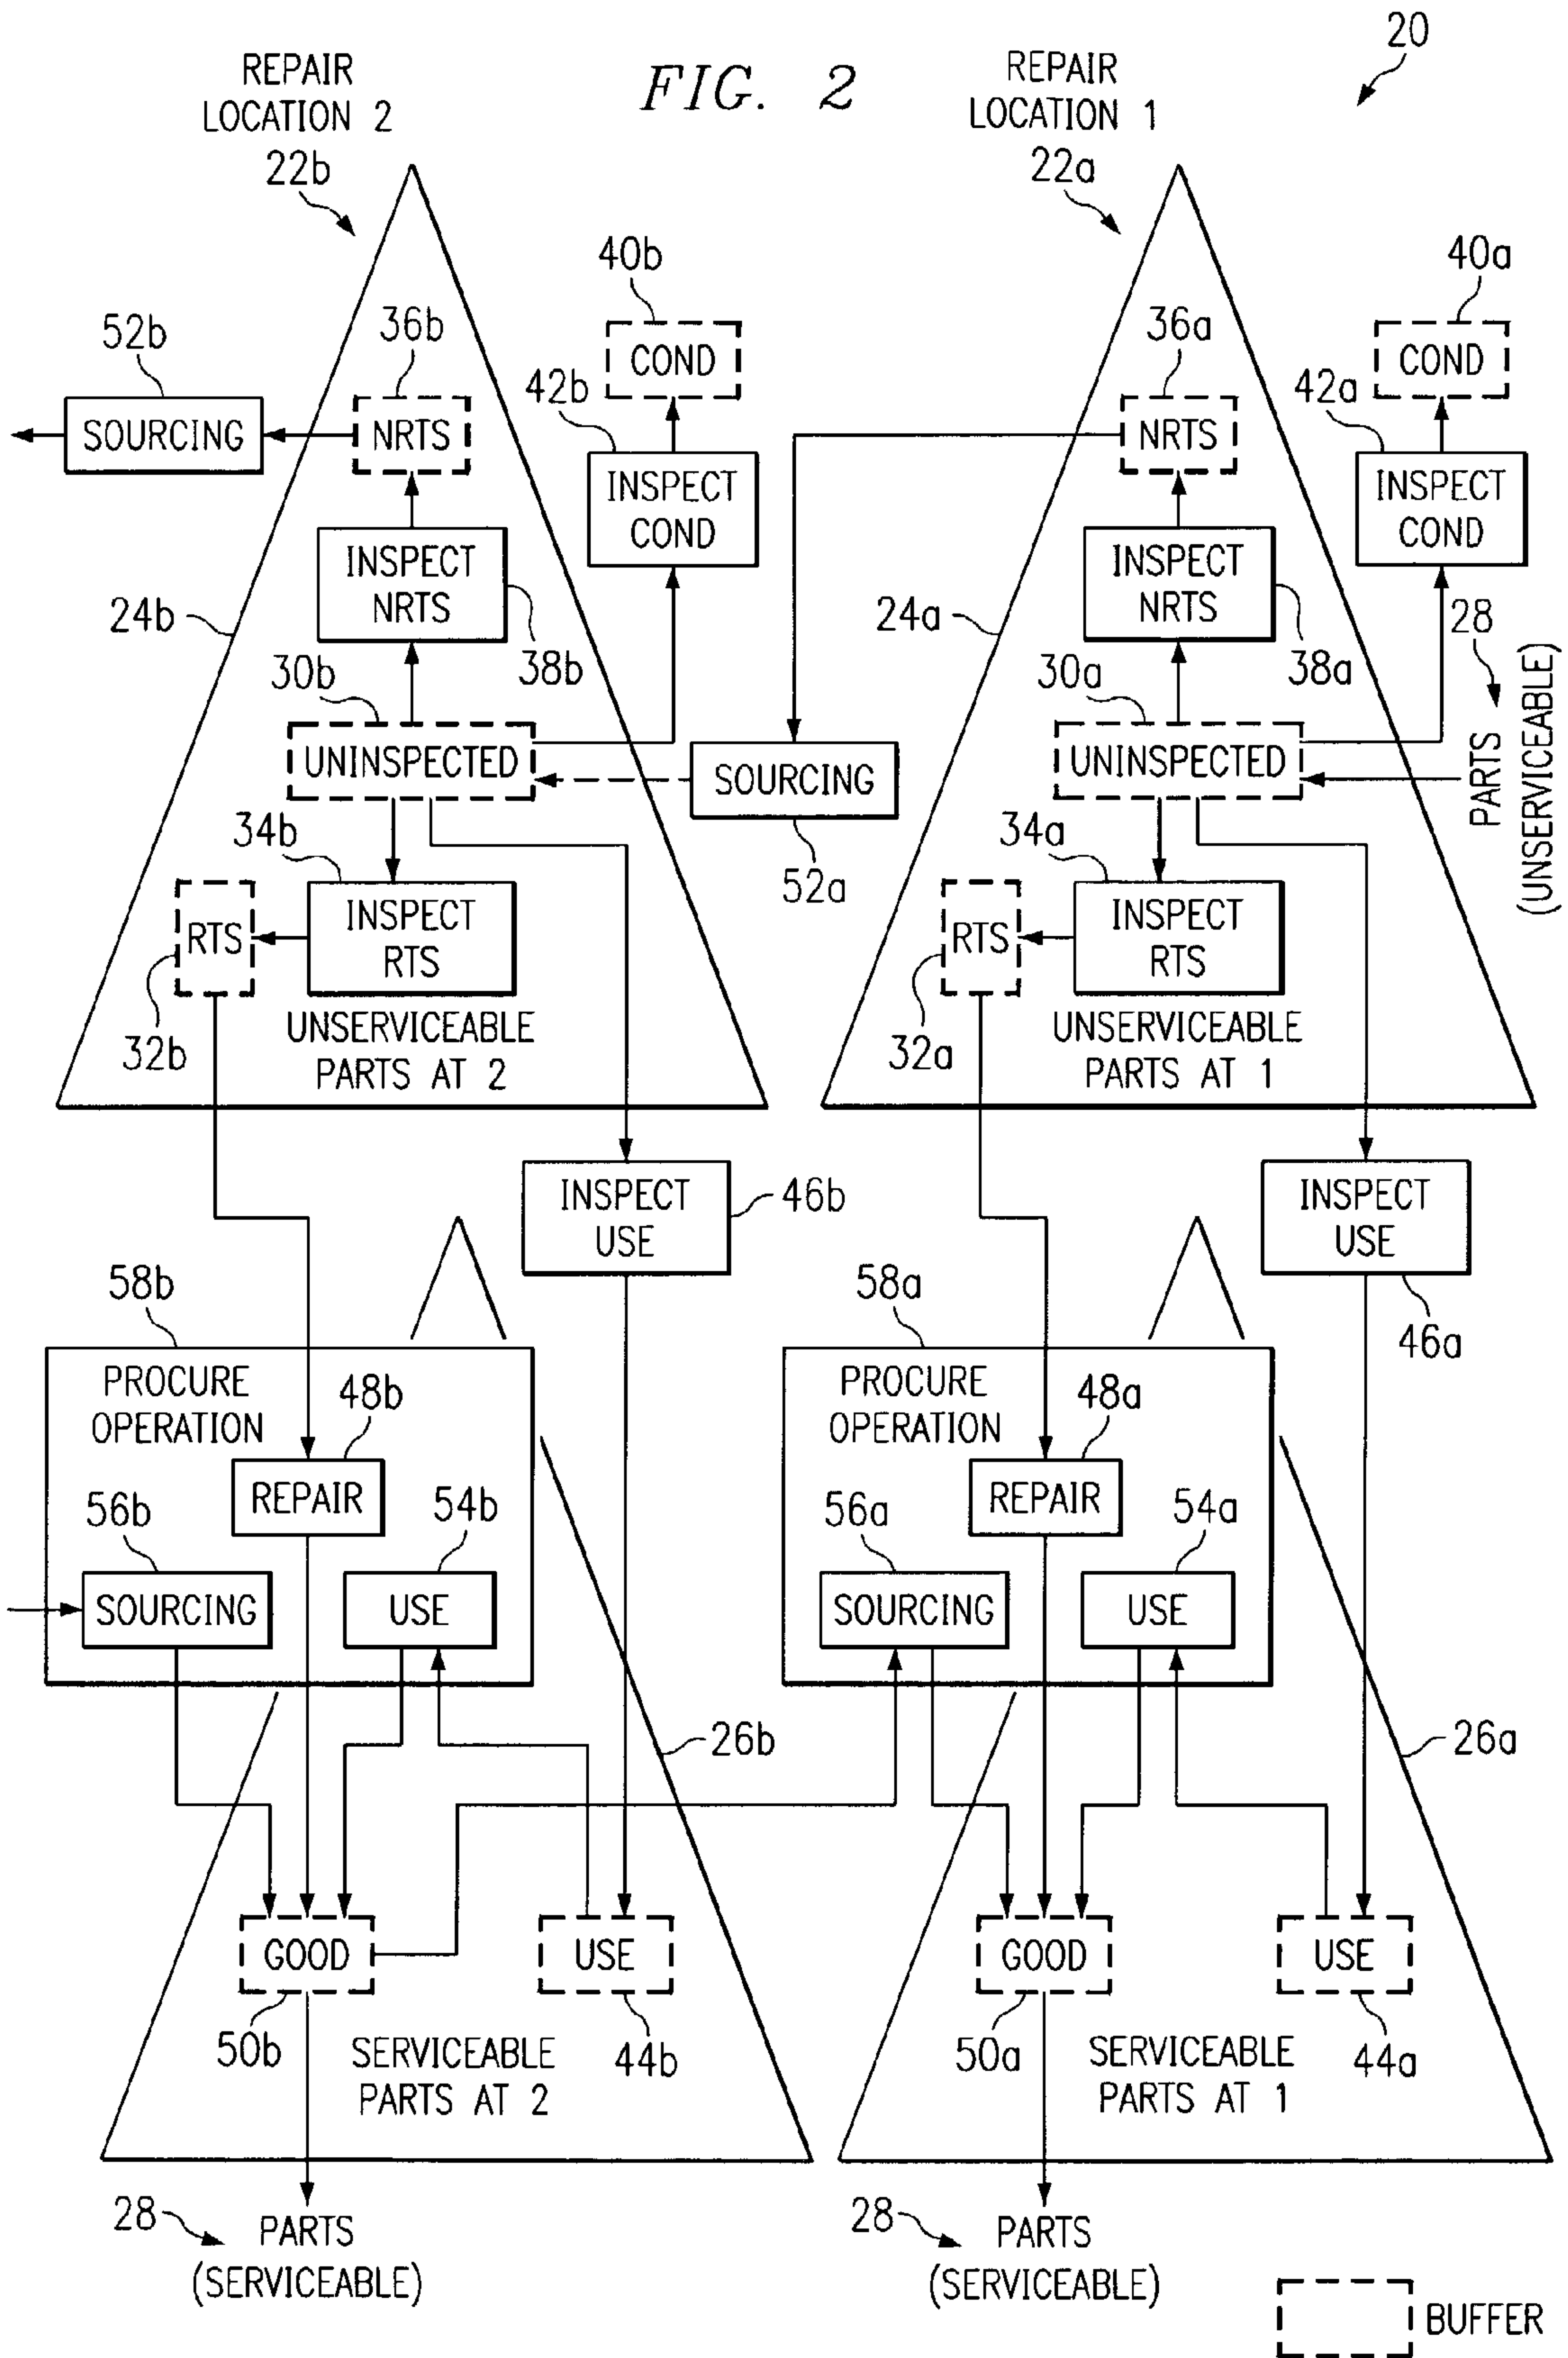 20
REPAIR
LOCATION 2
22b
FIG. 2
REPAIR
LOCATION 1
22a
40b
40a
52b
36b
36a
COND
COND
42b
42a
SOURCING
NRTS
NRTS
INSPECT
COND
INSPECT
COND
INSPECT
NRTS
INSPECT
NRTS
24b
24a
28
38b
38a
30b
30a
UNINSPECTED
UNINSPECTED
SOURCING
PARTS
(UNSERVICEABLE)
34b
34a
52a
RTS
INSPECT
RTS
RTS
INSPECT
RTS
32b
32a
UNSERVICEABLE
PARTS AT 2
UNSERVICEABLE
PARTS AT 1
INSPECT
USE
46b
INSPECT
USE
46a
58b
58a
PROCURE
OPERATION
48b
PROCURE
OPERATION
48a
REPAIR
REPAIR
56b
54b
56a
54a
SOURCING
USE
SOURCING
USE
26b
26a
GOOD
USE
GOOD
USE
50b
44b
50a
44a
SERVICEABLE
PARTS AT 2
SERVICEABLE
PARTS AT 1
28
PARTS
(SERVICEABLE)
28
PARTS
(SERVICEABLE)
BUFFER